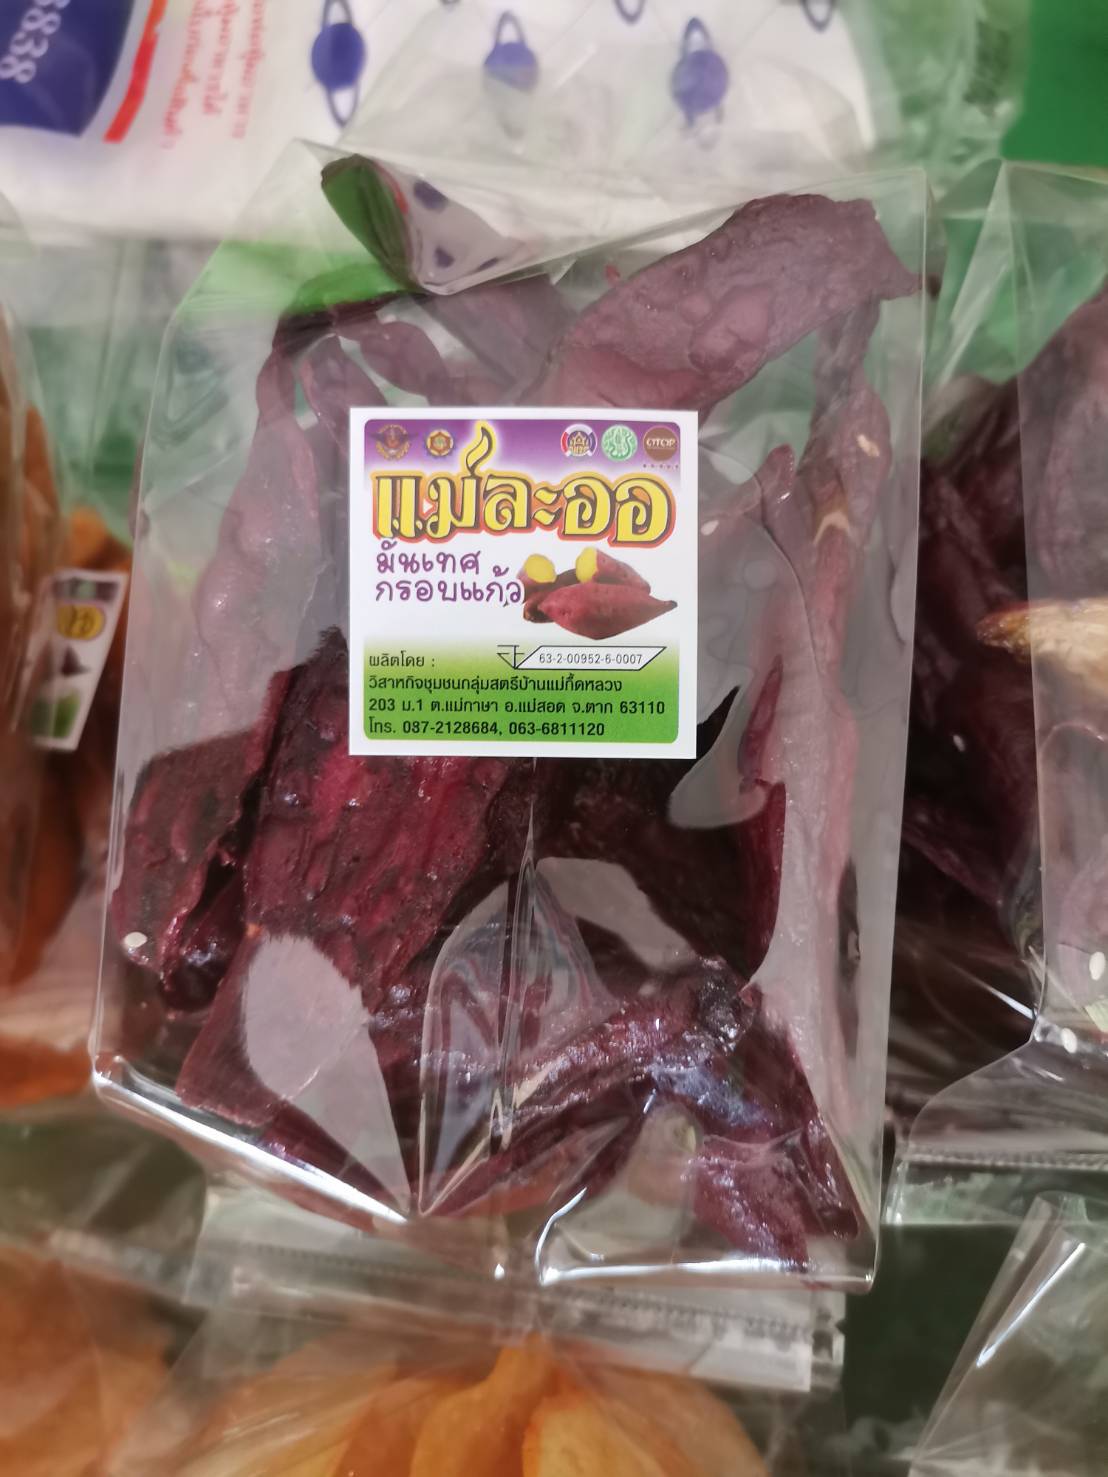 แม่ละออ
มันเทศ
กรอบแก้ว
ผลิตโดย : 63-2-00952-6-0007
วิสาหกิจชุมชนกลุ่มสตรีบ้านแม่กื้ดหลวง
203 ม.1 ต.แม่กาษา อ.แม่สอด จ.ตาก 63110
โทร. 087-2128684, 063-6811120